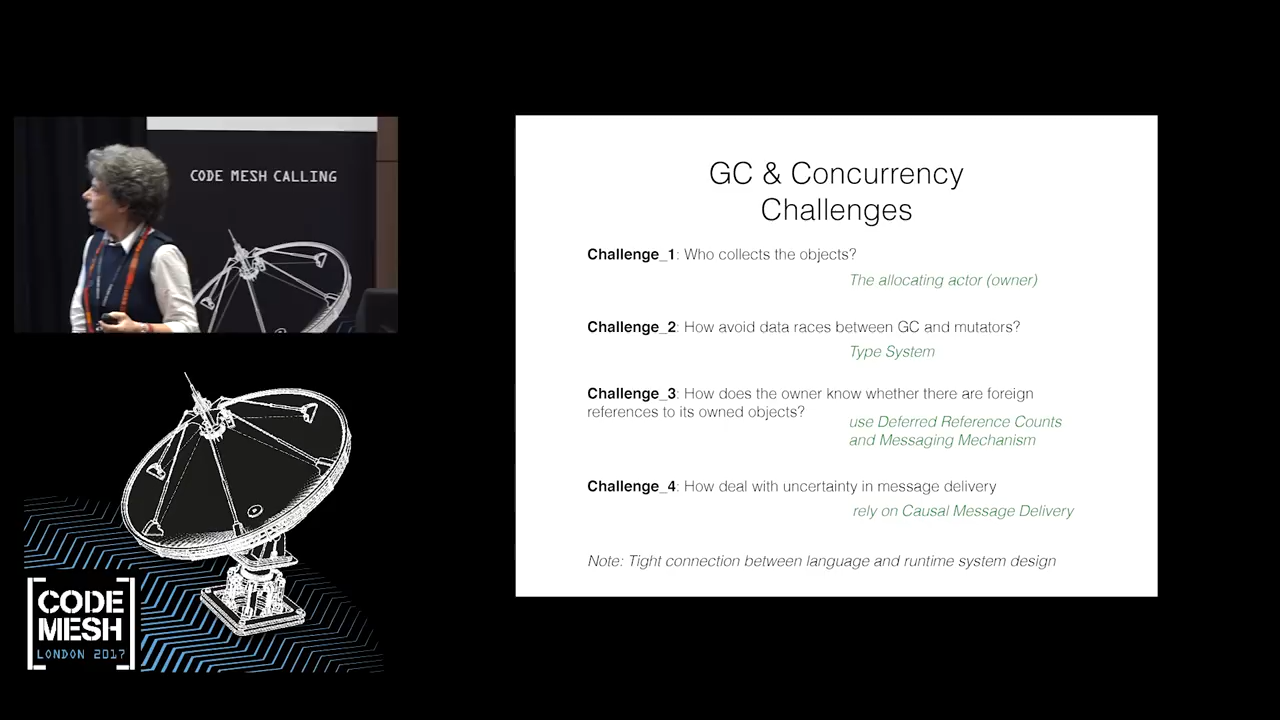 CODE MESH CALLING
GC & Concurrency
Challenges
Challenge_1: Who collects the objects?
The allocating actor (owner)
Challenge_2: How avoid data races between GC and mutators?
Type System
Challenge_3: How does the owner know whether there are foreign
references to its owned objects?
use Deferred Reference Counts
and Messaging Mechanism
Challenge_4: How deal with uncertainty in message delivery
rely on Causal Message Delivery
Note: Tight connection between language and runtime system design
CODE
MESH
LONDON 2017